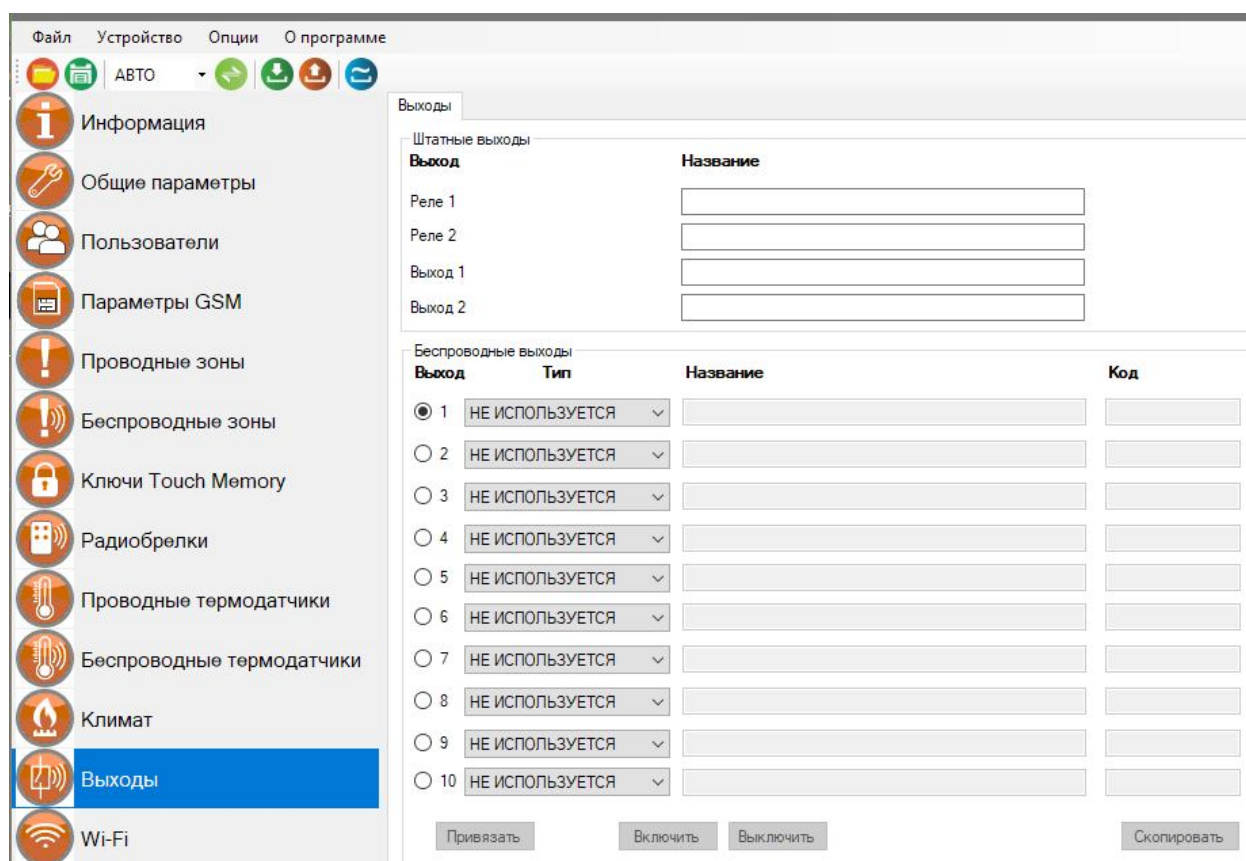 Файл Устройство Опции О программе
АВТО
Информация
Общие параметры
Пользователи
Параметры GSM
Проводные зоны
Беспроводные зоны
Ключи Touch Memory
Радиобрелки
Проводные термодатчики
Беспроводные термодатчики
Климат
Выходы
Wi-Fi
Выходы
Штатные выходы
Выход Название
Реле 1
Реле 2
Выход 1
Выход 2
Беспроводные выходы
Выход Тип Название Код
1 НЕ ИСПОЛЬЗУЕТСЯ
2 НЕ ИСПОЛЬЗУЕТСЯ
3 НЕ ИСПОЛЬЗУЕТСЯ
4 НЕ ИСПОЛЬЗУЕТСЯ
5 НЕ ИСПОЛЬЗУЕТСЯ
6 НЕ ИСПОЛЬЗУЕТСЯ
7 НЕ ИСПОЛЬЗУЕТСЯ
8 НЕ ИСПОЛЬЗУЕТСЯ
9 НЕ ИСПОЛЬЗУЕТСЯ
10 НЕ ИСПОЛЬЗУЕТСЯ
Привязать Включить Выключить Скопировать